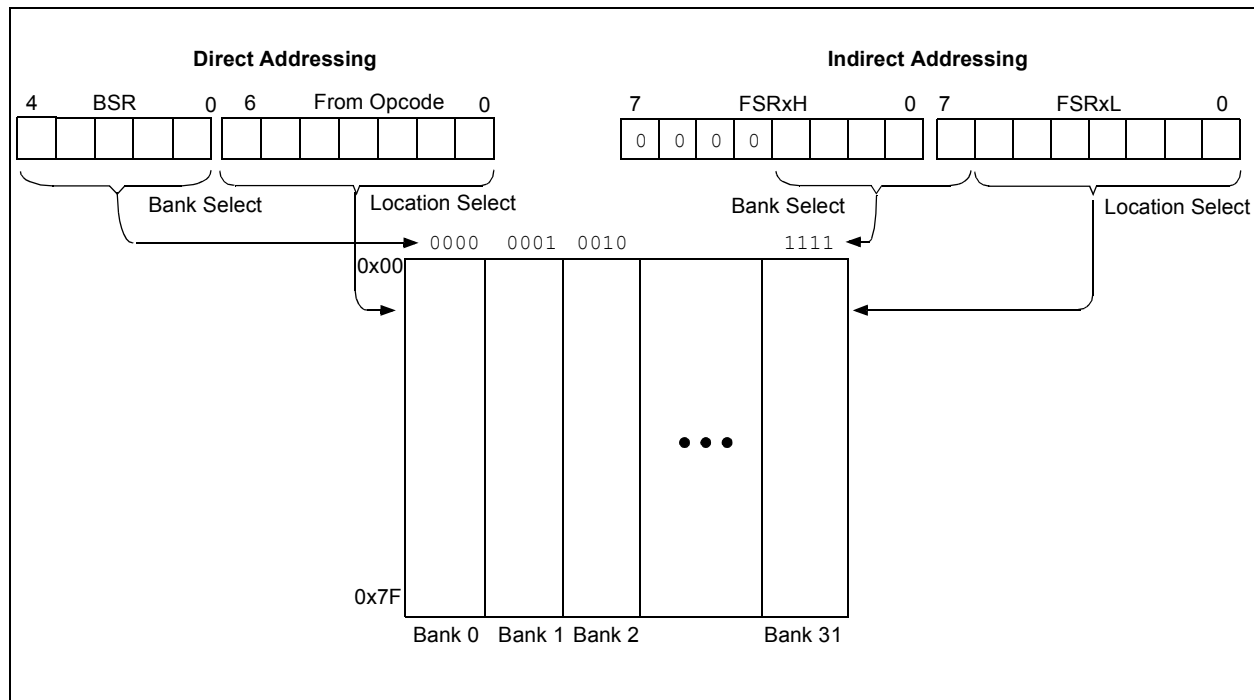 Direct Addressing Indirect Addressing
4 BSR 0 6 From Opcode 0 7 FSRxH 0 7 FSRxL 0
0 0 0 0
Bank Select Location Select Bank Select Location Select
0000 0001 0010 1111
0x00
0x7F
Bank 0 Bank 1 Bank 2 Bank 31